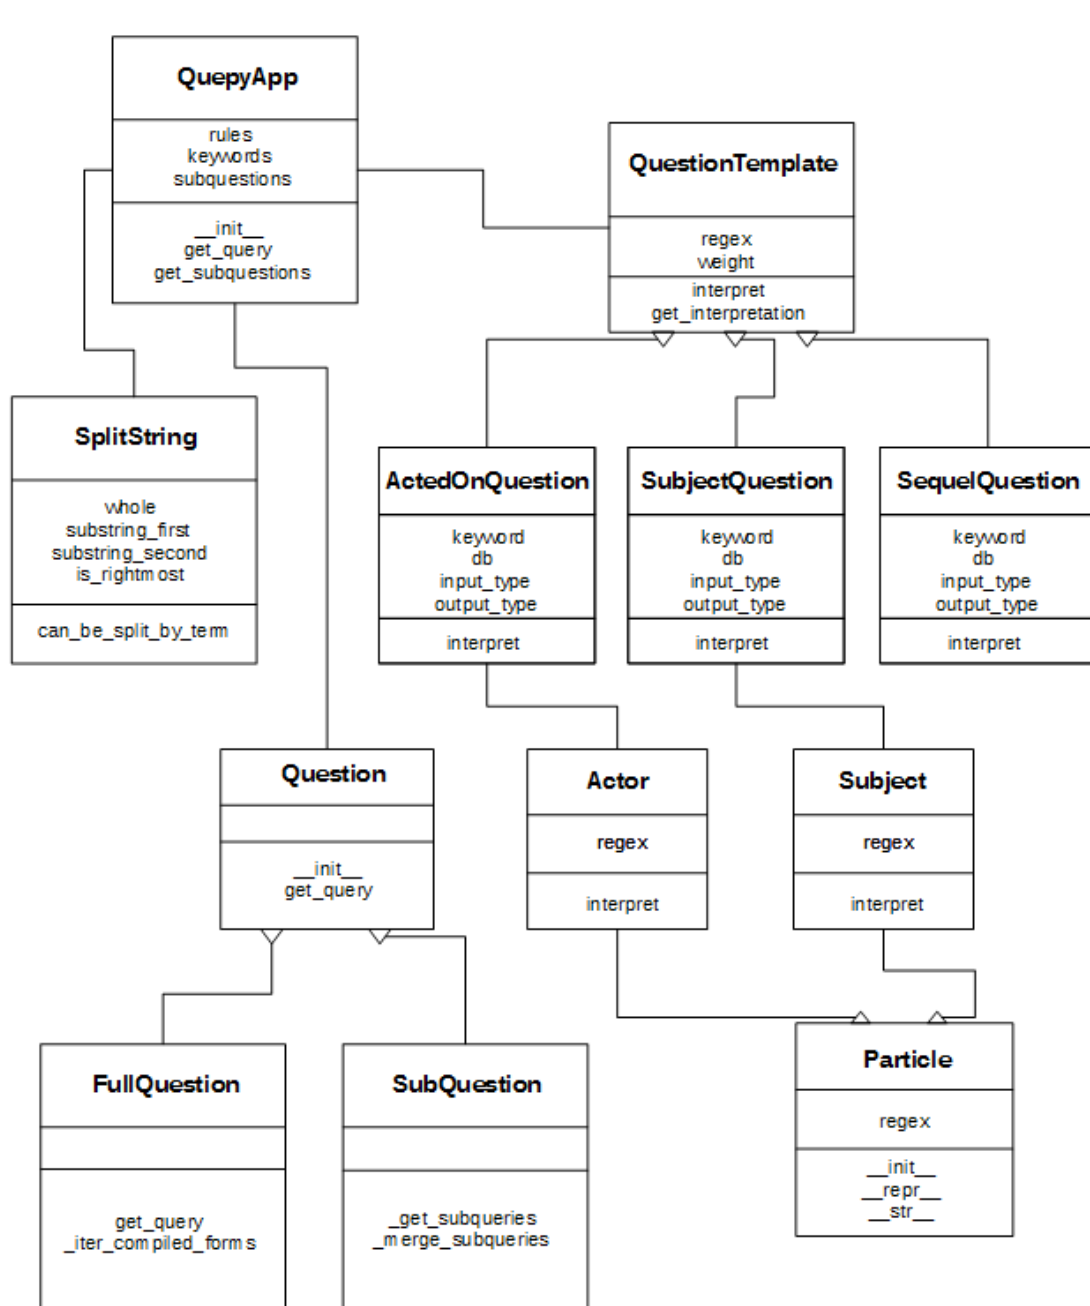 QuepyApp
rules
keywords
subquestions
__init__
get_query
get_subquestions
QuestionTemplate
regex
weight
interpret
get_interpretation
SplitString
whole
substring_first
substring_second
is_rightmost
can_be_split_by_term
ActedOnQuestion
keyword
db
input_type
output_type
interpret
SubjectQuestion
keyword
db
input_type
output_type
interpret
SequelQuestion
keyword
db
input_type
output_type
interpret
Question
__init__
get_query
Actor
regex
interpret
Subject
regex
interpret
FullQuestion
get_query
_iter_compiled_forms
SubQuestion
_get_subqueries
_merge_subqueries
Particle
regex
__init__
__repr__
__str__